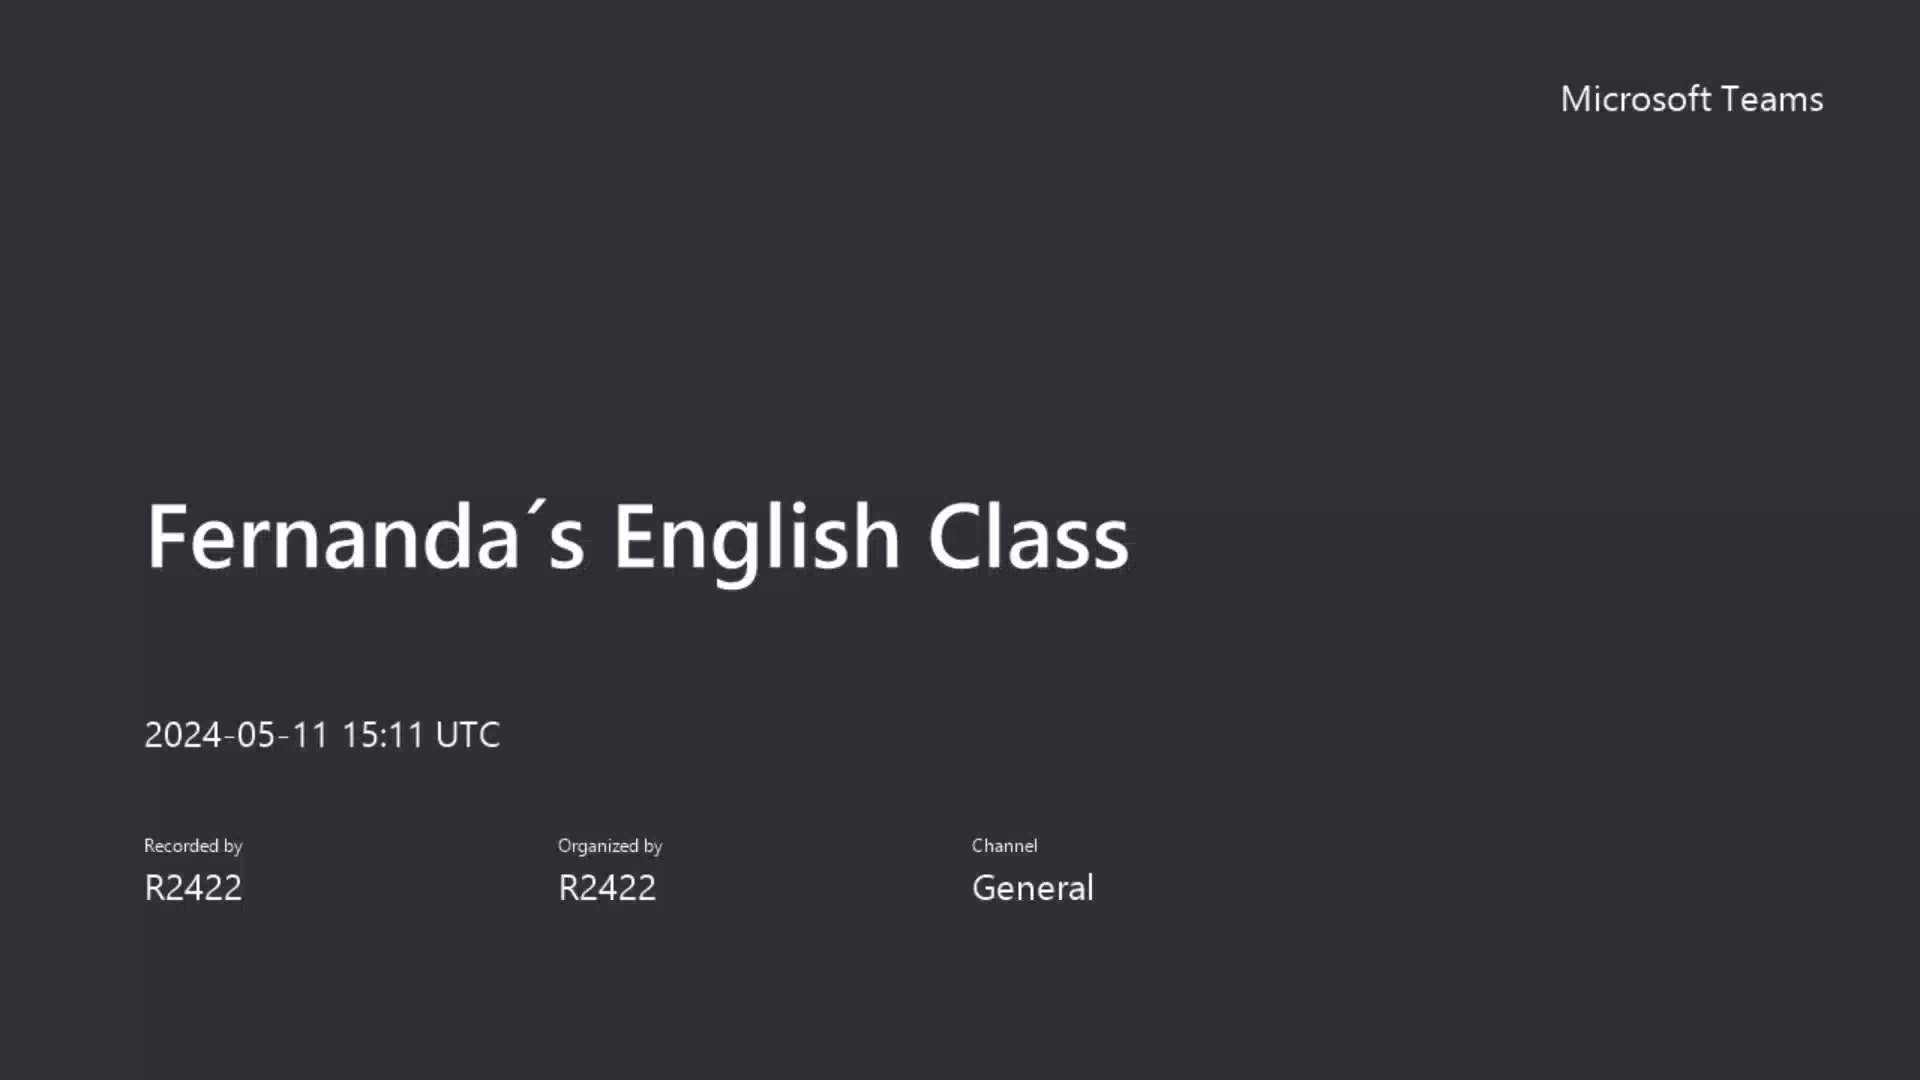 Microsoft Teams
Fernanda´s English Class
2024-05-11 15:11 UTC
Recorded by
R2422
Organized by
R2422
Channel
General